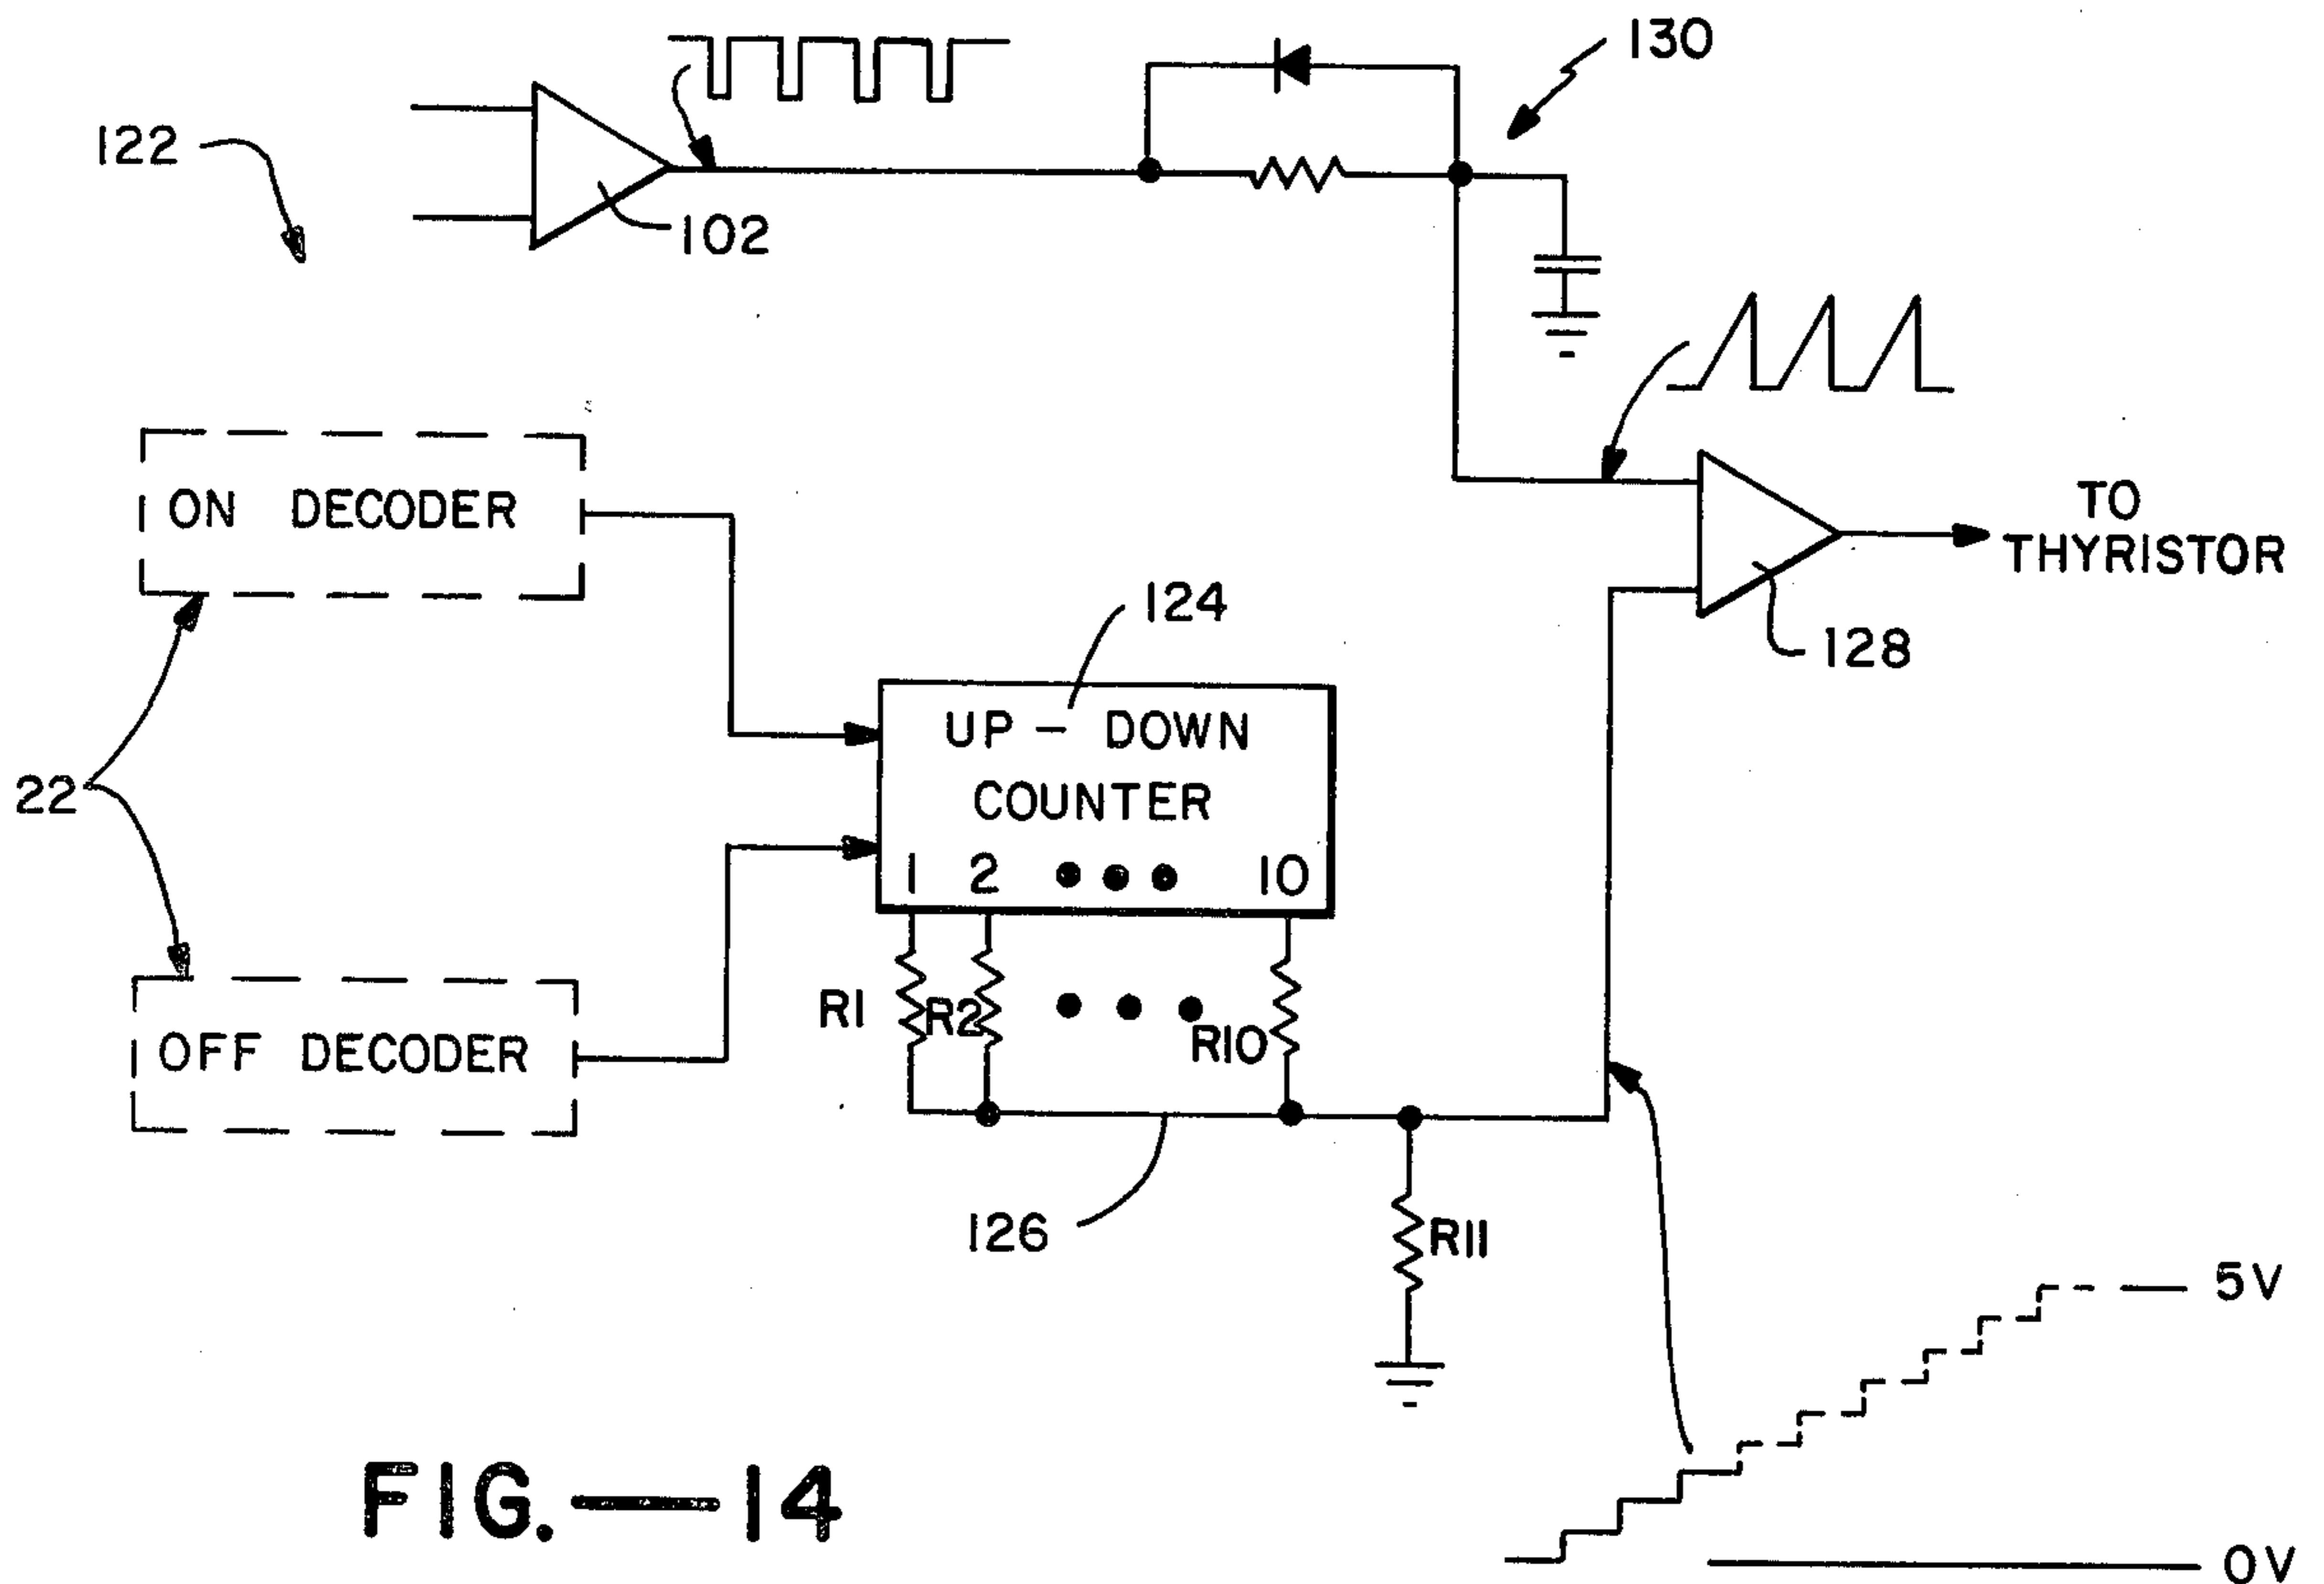 130
122
102
ON DECODER
TO
THYRISTOR
124
128
UP - DOWN
COUNTER
22
1 2 ••• 10
R1 R2 ••• R10
OFF DECODER
126
R11
5V
0V
FIG.—14